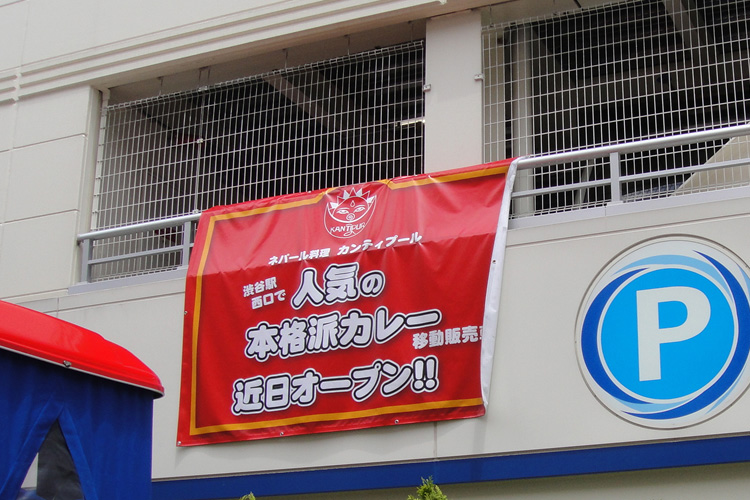 KANTIPUR
ネパール料理 カンティプール
渋谷駅
西口で
人気の
本格派カレー
移動販売
近日オープン!!
P